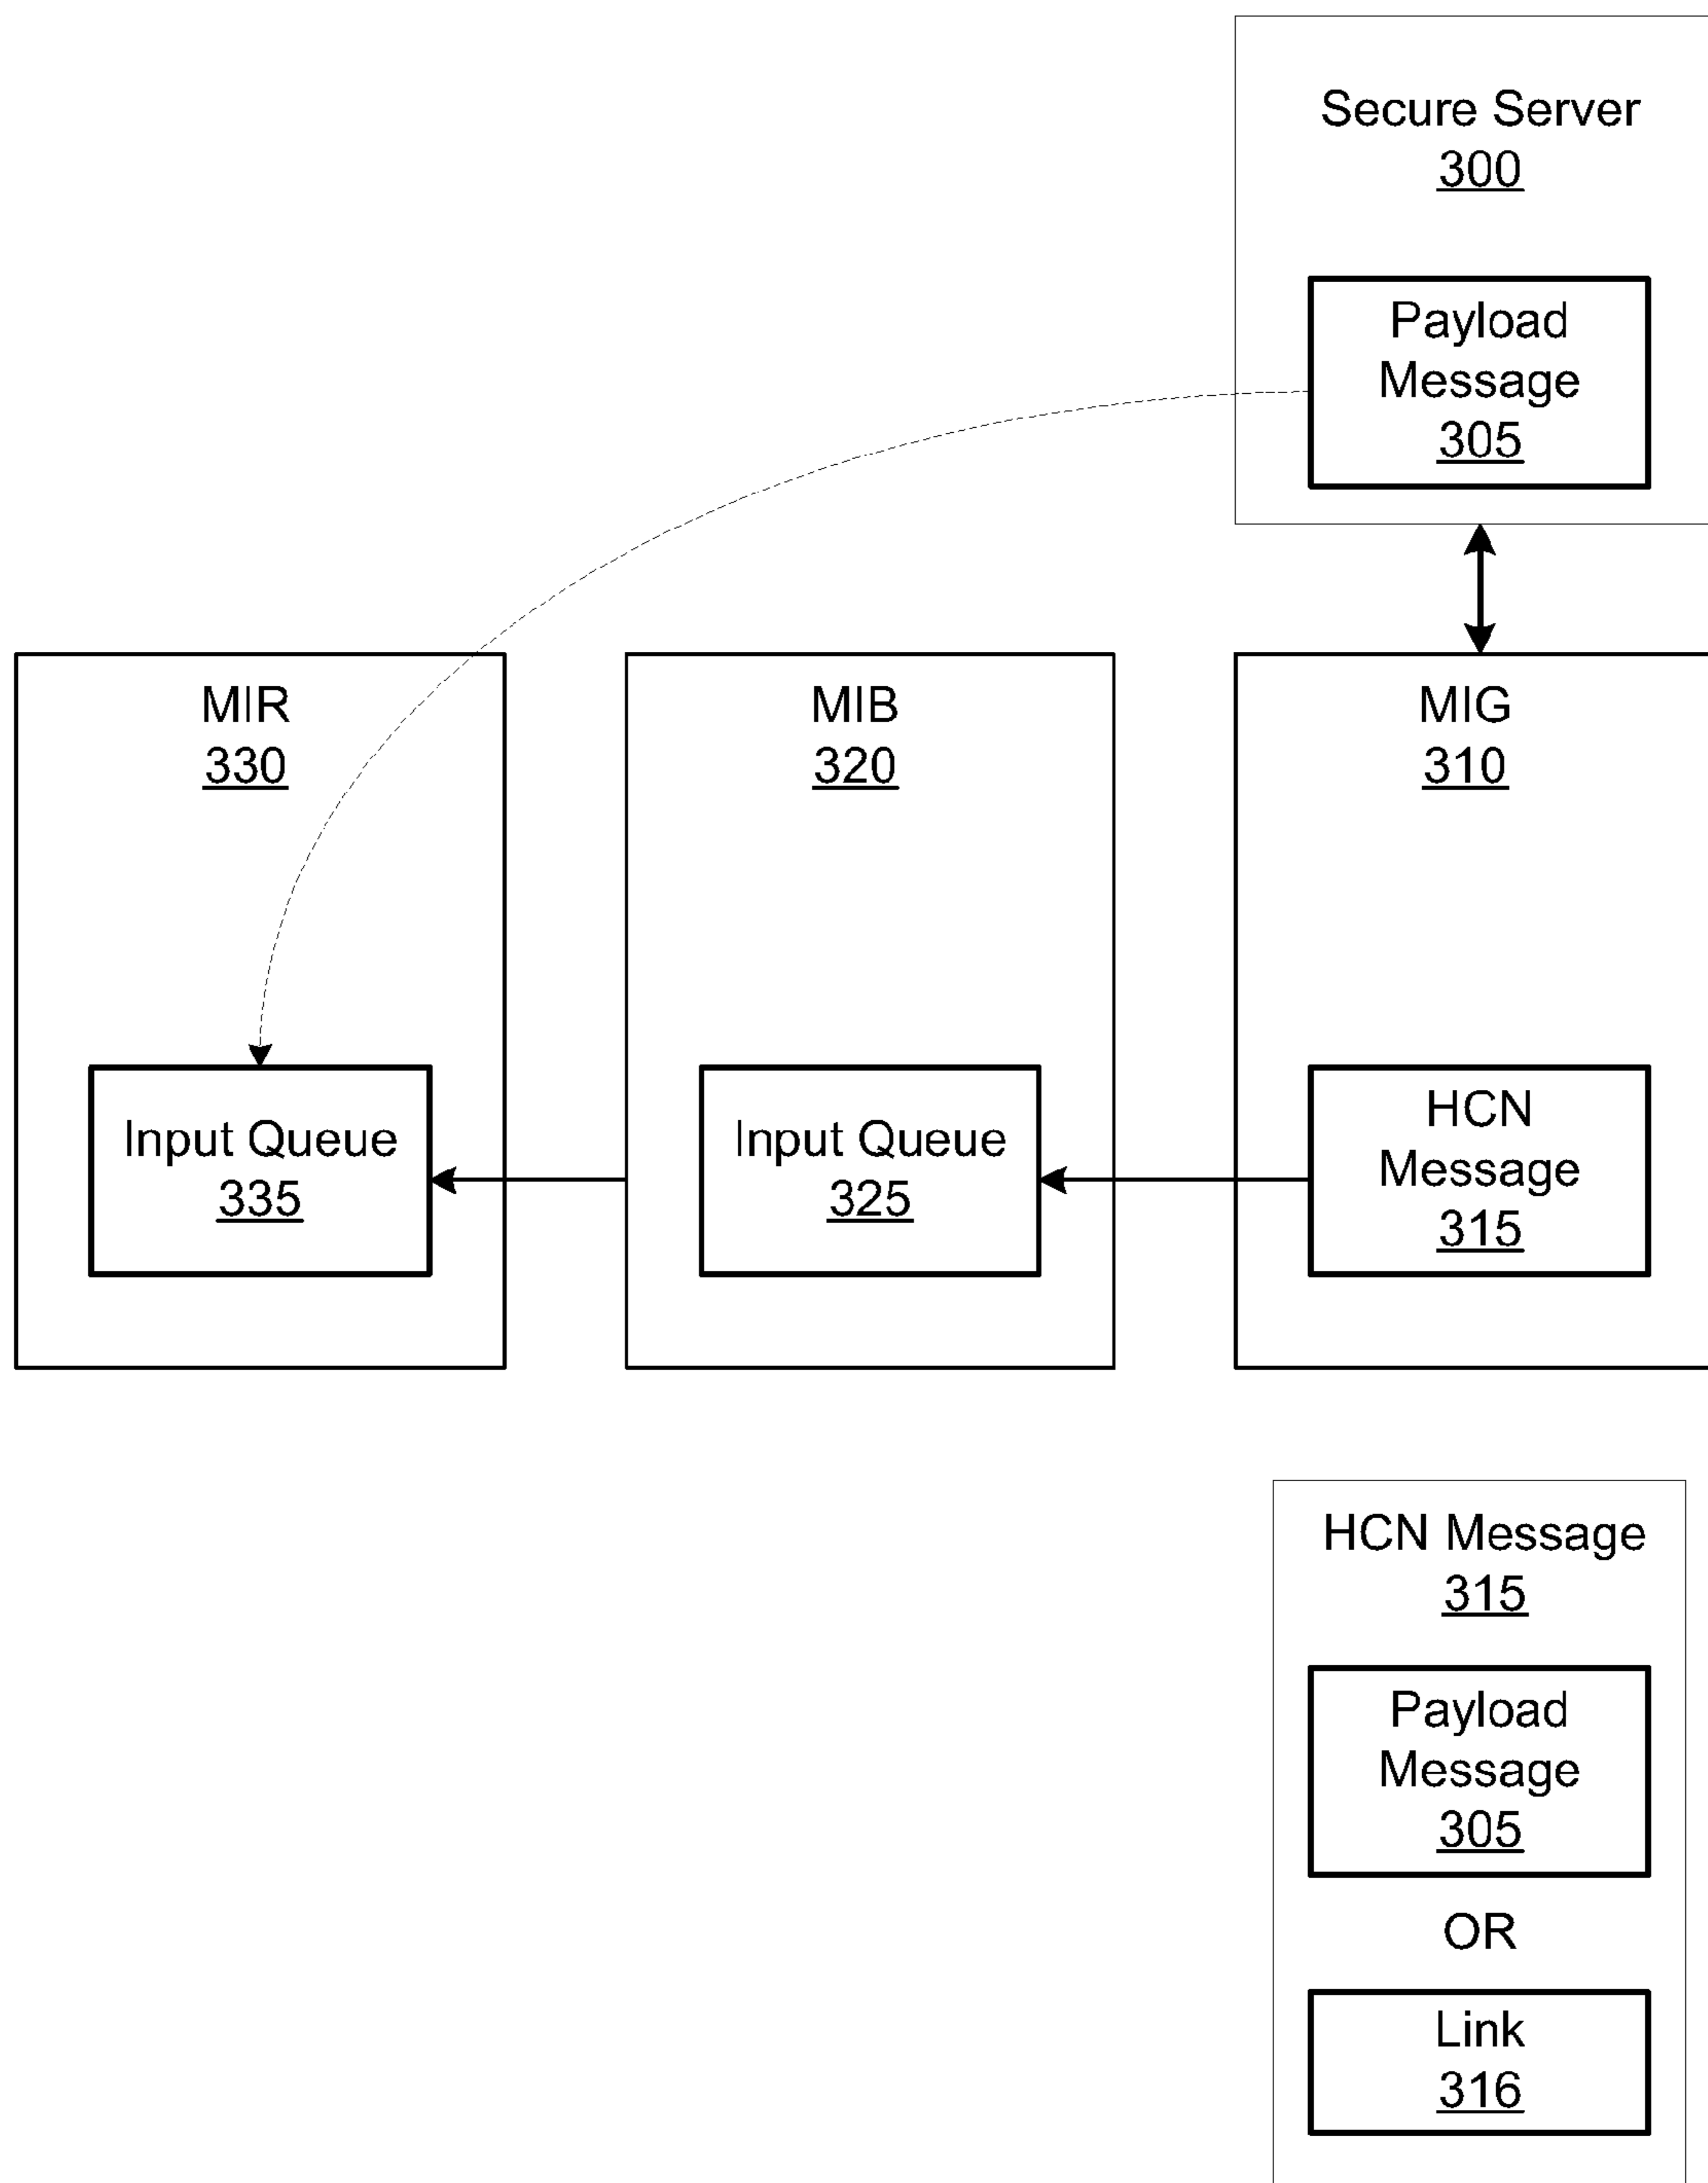 Secure Server
300
Payload
Message
305
MIR
330
MIB
320
MIG
310
Input Queue
335
Input Queue
325
HCN
Message
315
HCN Message
315
Payload
Message
305
OR
Link
316